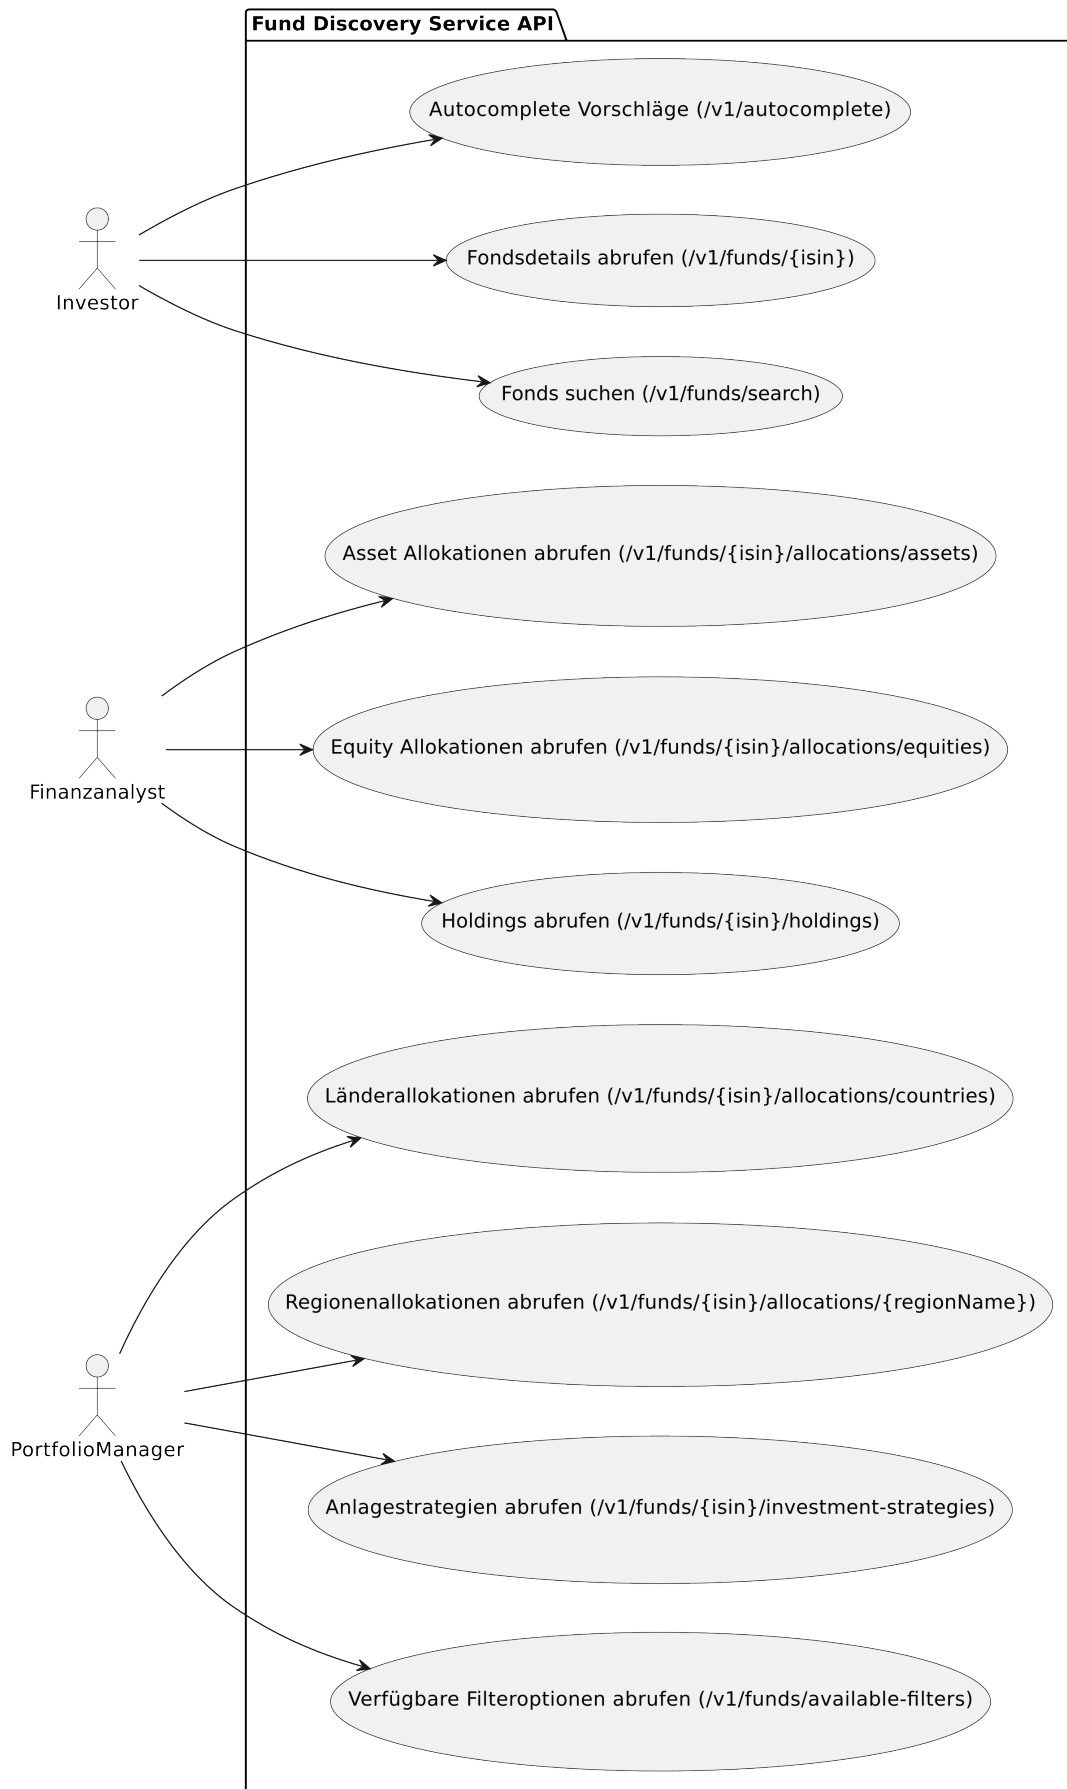 Fund Discovery Service API
Autocomplete Vorschläge (/v1/autocomplete)
Fondsdetails abrufen (/v1/funds/{isin})
Investor
Fonds suchen (/v1/funds/search)
Asset Allokationen abrufen (/v1/funds/{isin}/allocations/assets)
Equity Allokationen abrufen (/v1/funds/{isin}/allocations/equities)
Finanzanalyst
Holdings abrufen (/v1/funds/{isin}/holdings)
Länderallokationen abrufen (/v1/funds/{isin}/allocations/countries)
Regionenallokationen abrufen (/v1/funds/{isin}/allocations/{regionName})
PortfolioManager
Anlagestrategien abrufen (/v1/funds/{isin}/investment-strategies)
Verfügbare Filteroptionen abrufen (/v1/funds/available-filters)